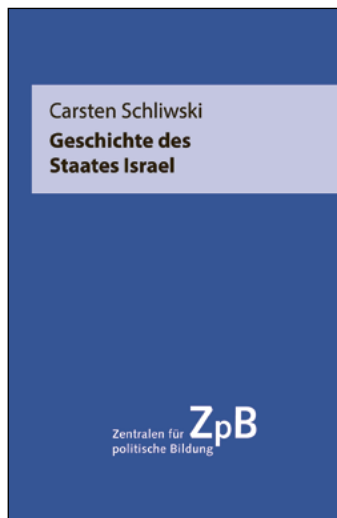 Carsten Schliwski
Geschichte des
Staates Israel
Zentralen für ZpB
politische Bildung